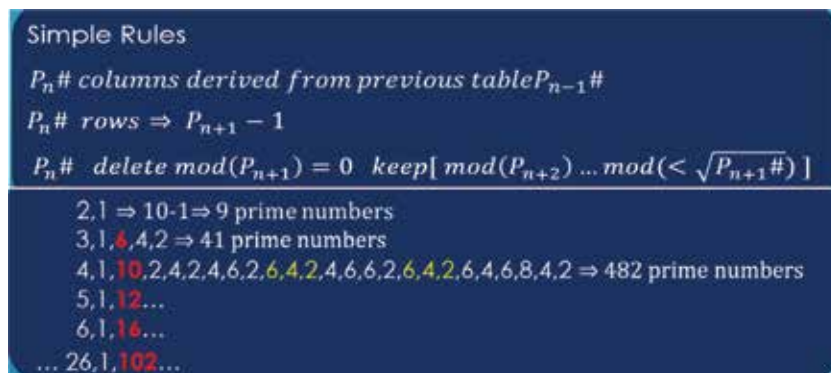 Simple Rules
Pₙ# columns derived from previous tablePₙ₋₁#
Pₙ# rows ⇒ Pₙ₊₁ − 1
Pₙ# delete mod(Pₙ₊₁) = 0 keep[ mod(Pₙ₊₂) ... mod(< √Pₙ₊₁#) ]
2,1 ⇒ 10-1⇒ 9 prime numbers
3,1,6,4,2 ⇒ 41 prime numbers
4,1,10,2,4,2,4,6,2,6,4,2,4,6,6,2,6,4,2,6,4,6,8,4,2 ⇒ 482 prime numbers
5,1,12...
6,1,16...
... 26,1,102...